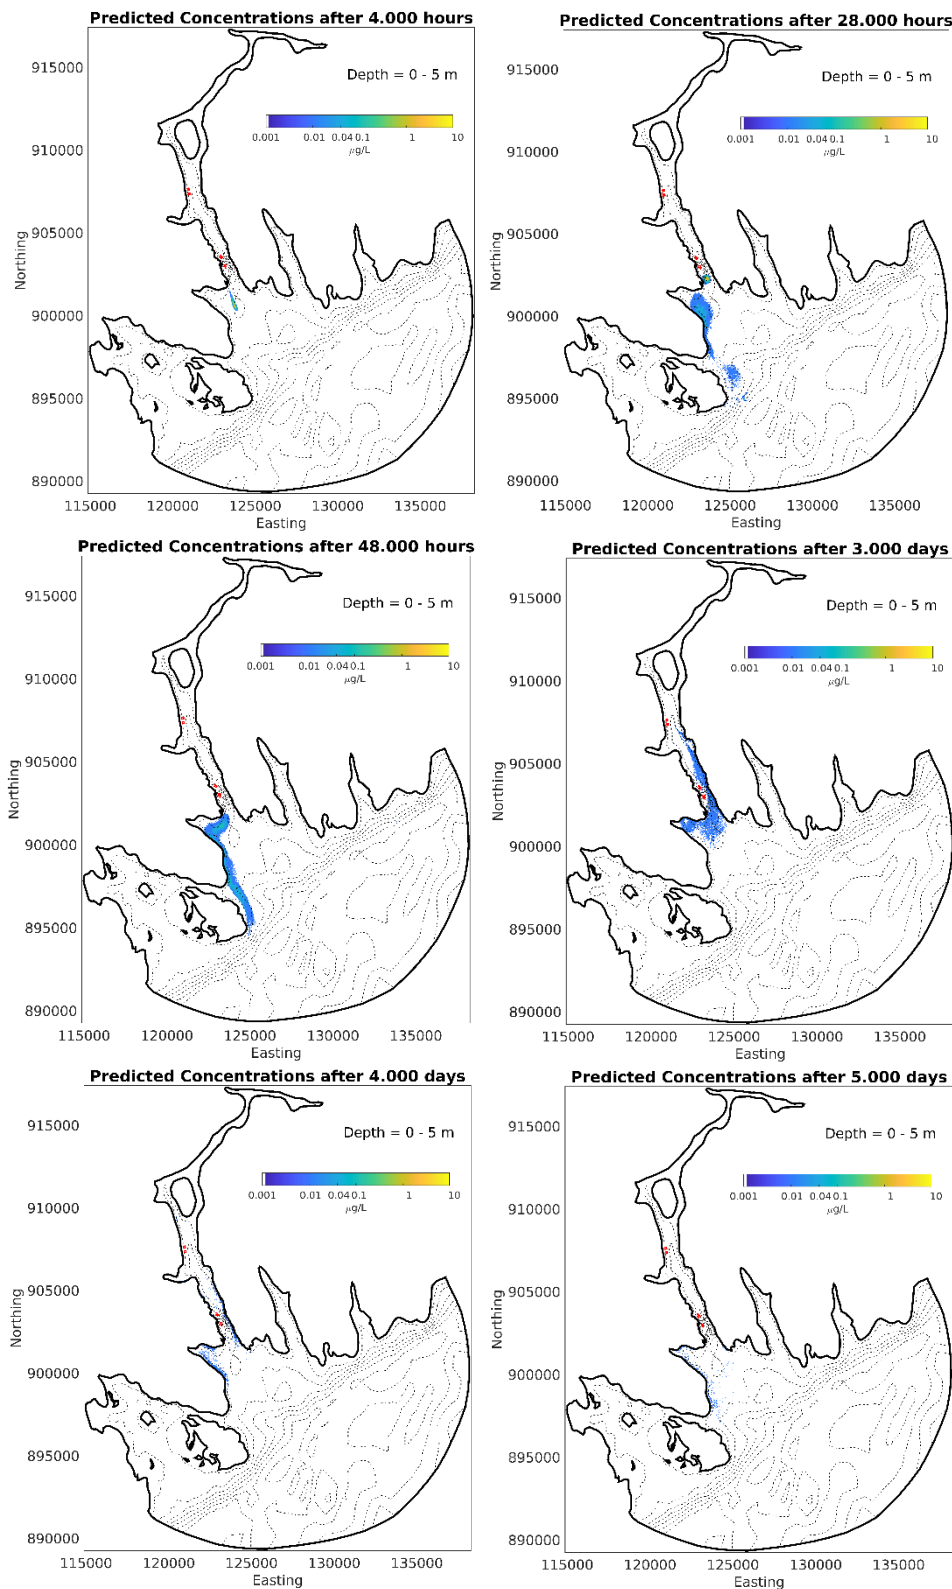 Predicted Concentrations after 4.000 hours
Depth = 0 - 5 m
0.001 0.01 0.04 0.1 1 10
μg/L
915000
910000
905000
900000
895000
890000
Northing
115000 120000 125000 130000 135000
Easting
Predicted Concentrations after 28.000 hours
Depth = 0 - 5 m
0.001 0.01 0.04 0.1 1 10
μg/L
915000
910000
905000
900000
895000
890000
115000 120000 125000 130000 135000
Easting
Predicted Concentrations after 48.000 hours
Depth = 0 - 5 m
0.001 0.01 0.04 0.1 1 10
μg/L
915000
910000
905000
900000
895000
890000
Northing
115000 120000 125000 130000 135000
Easting
Predicted Concentrations after 3.000 days
Depth = 0 - 5 m
0.001 0.01 0.04 0.1 1 10
μg/L
915000
910000
905000
900000
895000
890000
Northing
115000 120000 125000 130000 135000
Easting
Predicted Concentrations after 4.000 days
Depth = 0 - 5 m
0.001 0.01 0.04 0.1 1 10
μg/L
915000
910000
905000
900000
895000
890000
Northing
115000 120000 125000 130000 135000
Easting
Predicted Concentrations after 5.000 days
Depth = 0 - 5 m
0.001 0.01 0.04 0.1 1 10
μg/L
915000
910000
905000
900000
895000
890000
Northing
115000 120000 125000 130000 135000
Easting